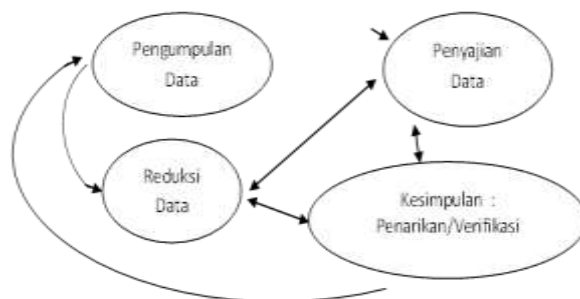 Pengumpulan
Data
Penyajian
Data
Reduksi
Data
Kesimpulan :
Penarikan/Verifikasi